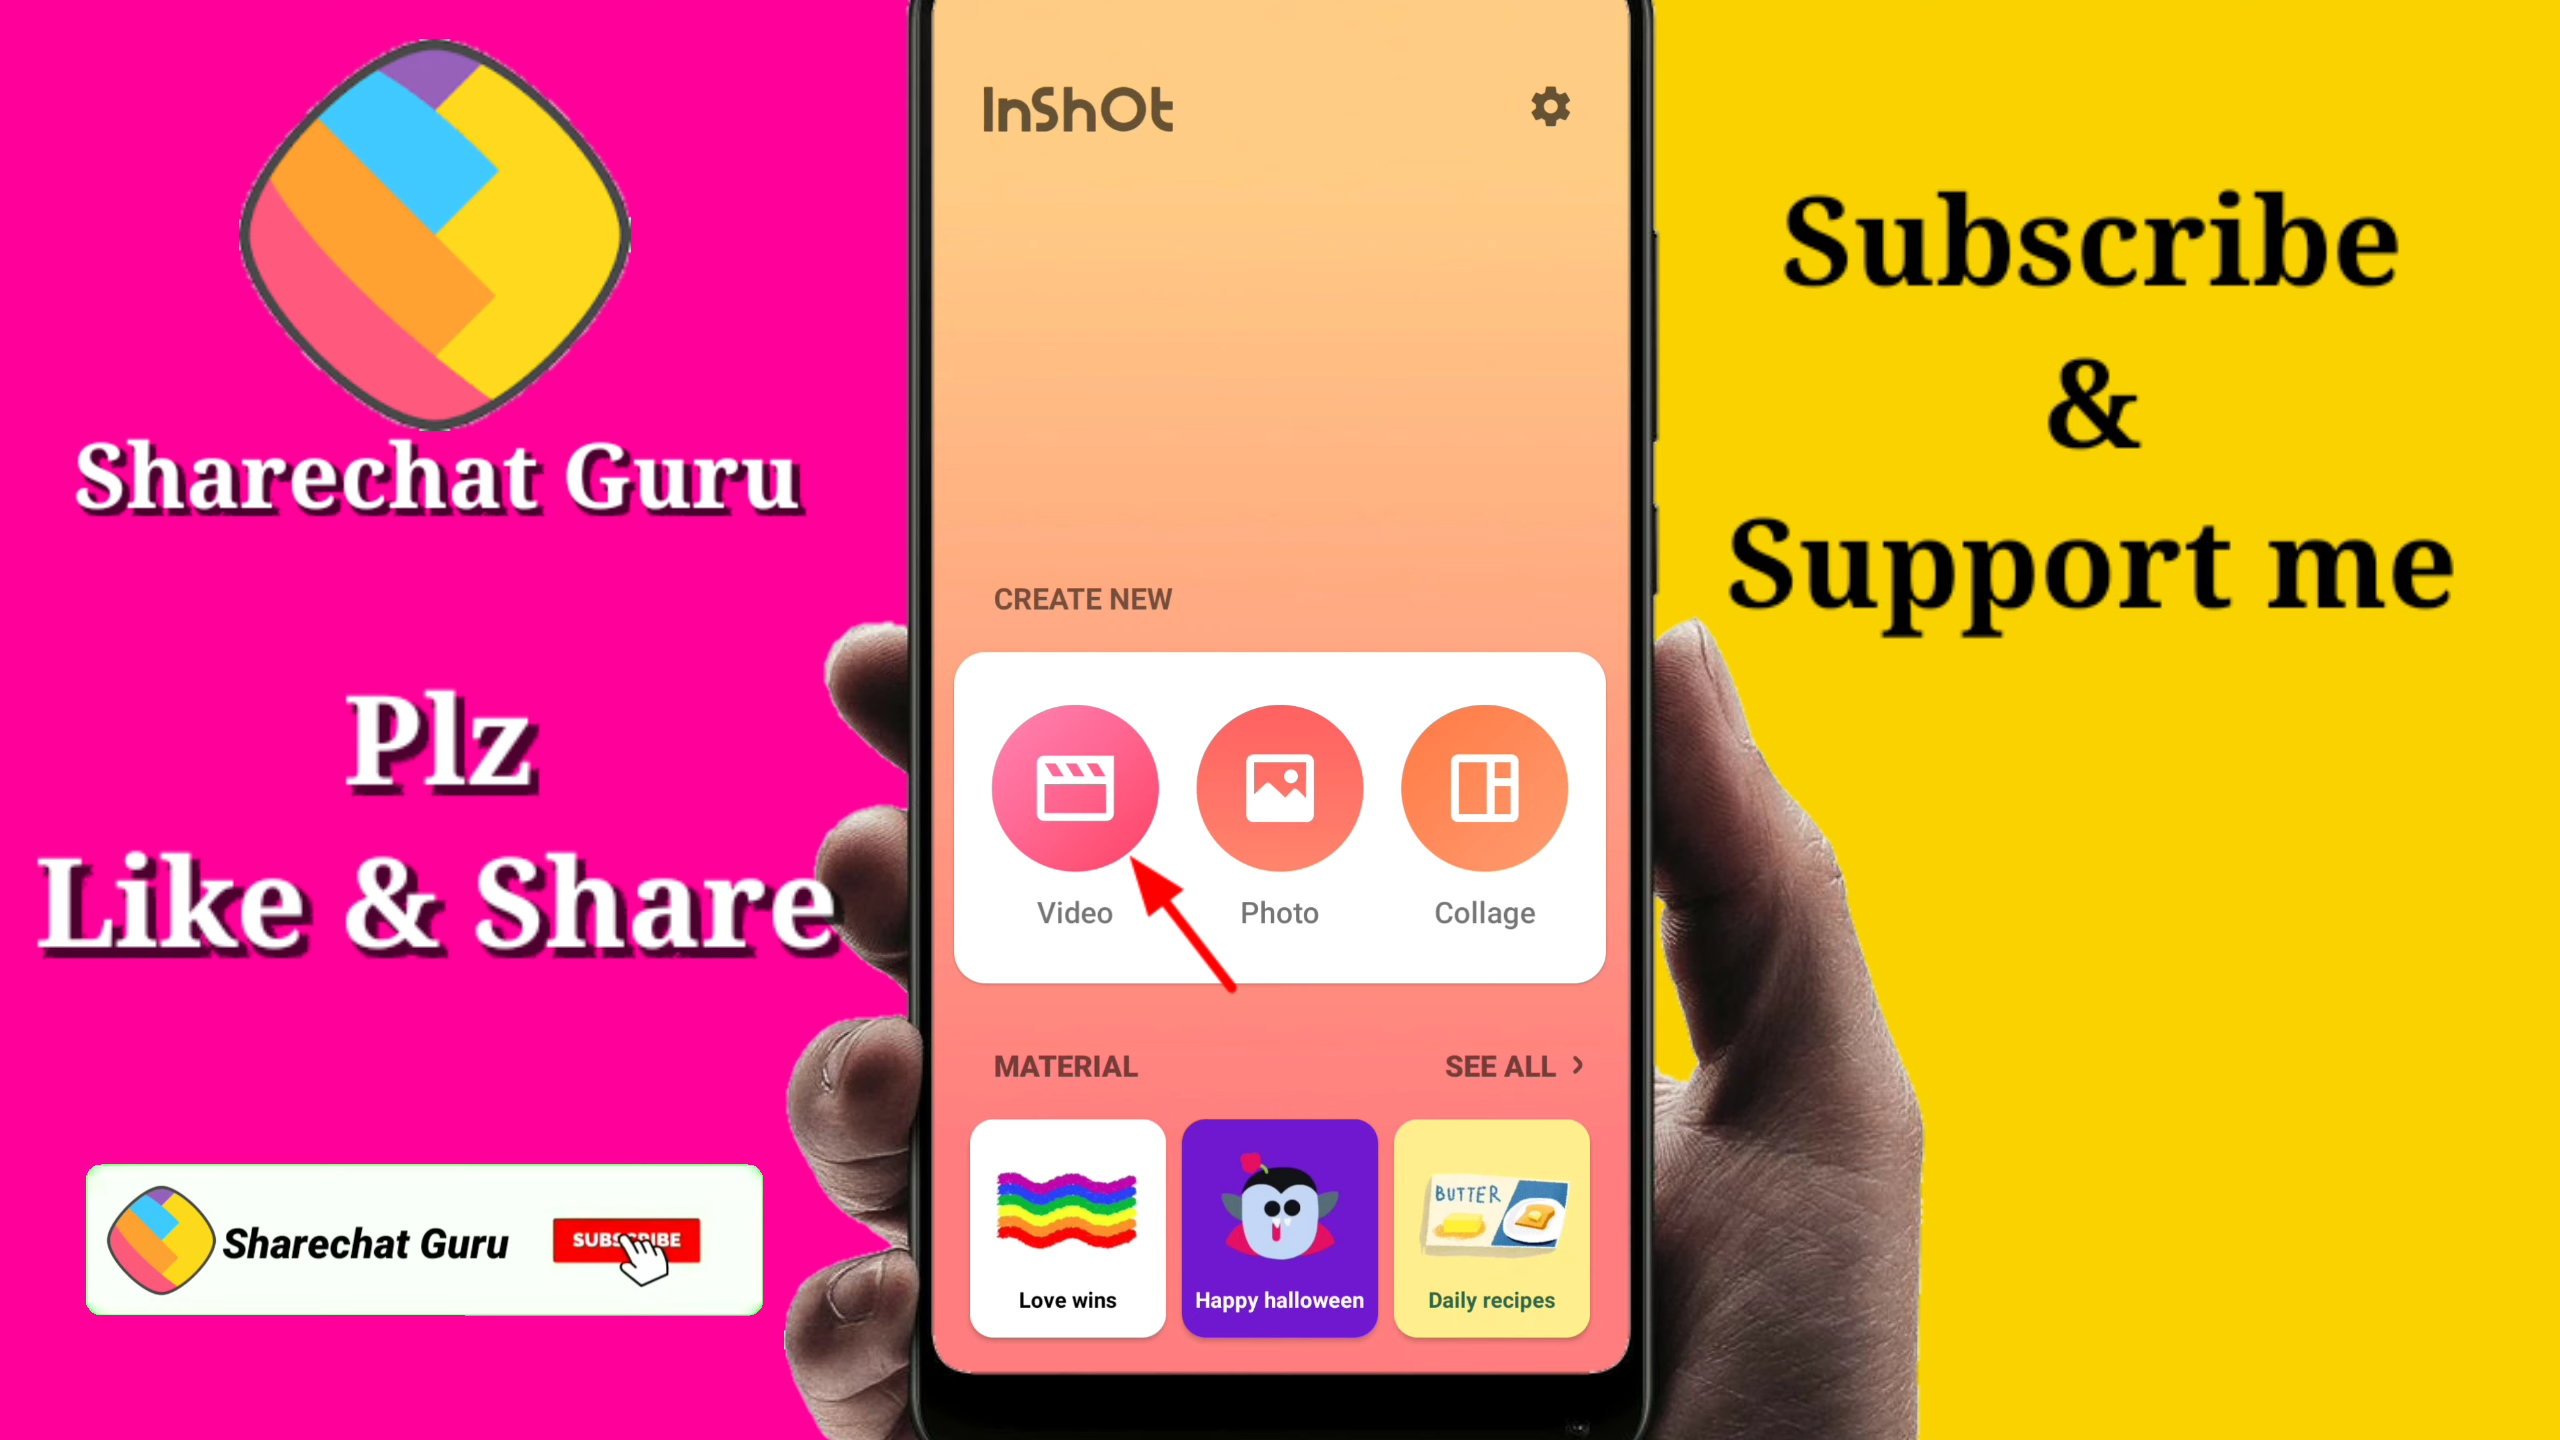 Sharechat Guru
Plz
Like & Share
Sharechat Guru
SUBSCRIBE
InShOt
CREATE NEW
Video
Photo
Collage
MATERIAL
SEE ALL
BUTTER
Love wins
Happy halloween
Daily recipes
Subscribe
&
Support me